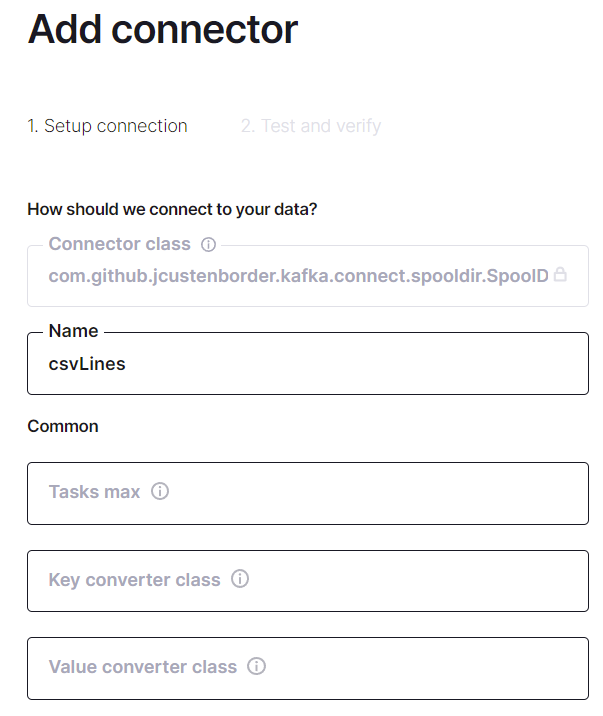 Add connector
1. Setup connection 2. Test and verify
How should we connect to your data?
Connector class
com.github.jcustenborder.kafka.connect.spooldir.SpoolD
Name
csvLines
Common
Tasks max
Key converter class
Value converter class